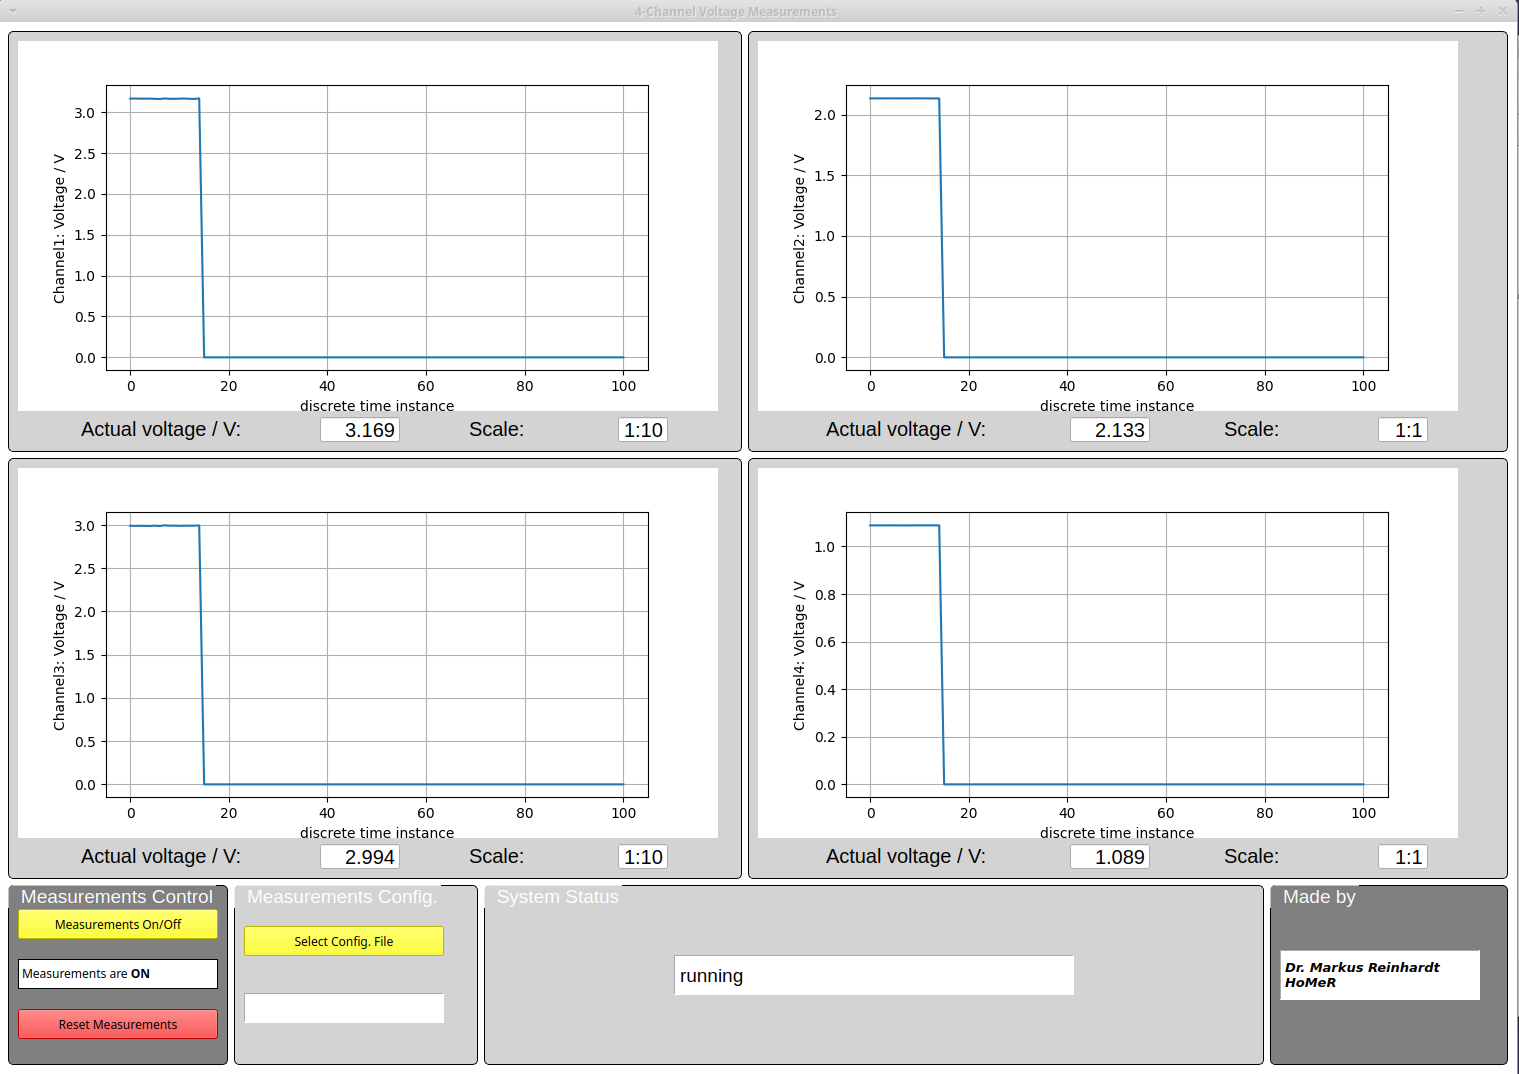 4-Channel Voltage Measurements
3.0
2.5
2.0
1.5
1.0
0.5
0.0
Channel1: Voltage / V
0 20 40 60 80 100
discrete time instance
Actual voltage / V: 3.169 Scale: 1:10
2.0
1.5
1.0
0.5
0.0
Channel2: Voltage / V
0 20 40 60 80 100
discrete time instance
Actual voltage / V: 2.133 Scale: 1:1
3.0
2.5
2.0
1.5
1.0
0.5
0.0
Channel3: Voltage / V
0 20 40 60 80 100
discrete time instance
Actual voltage / V: 2.994 Scale: 1:10
1.0
0.8
0.6
0.4
0.2
0.0
Channel4: Voltage / V
0 20 40 60 80 100
discrete time instance
Actual voltage / V: 1.089 Scale: 1:1
Measurements Control
Measurements On/Off
Measurements are ON
Reset Measurements
Measurements Config.
Select Config. File
System Status
running
Made by
Dr. Markus Reinhardt
HoMeR